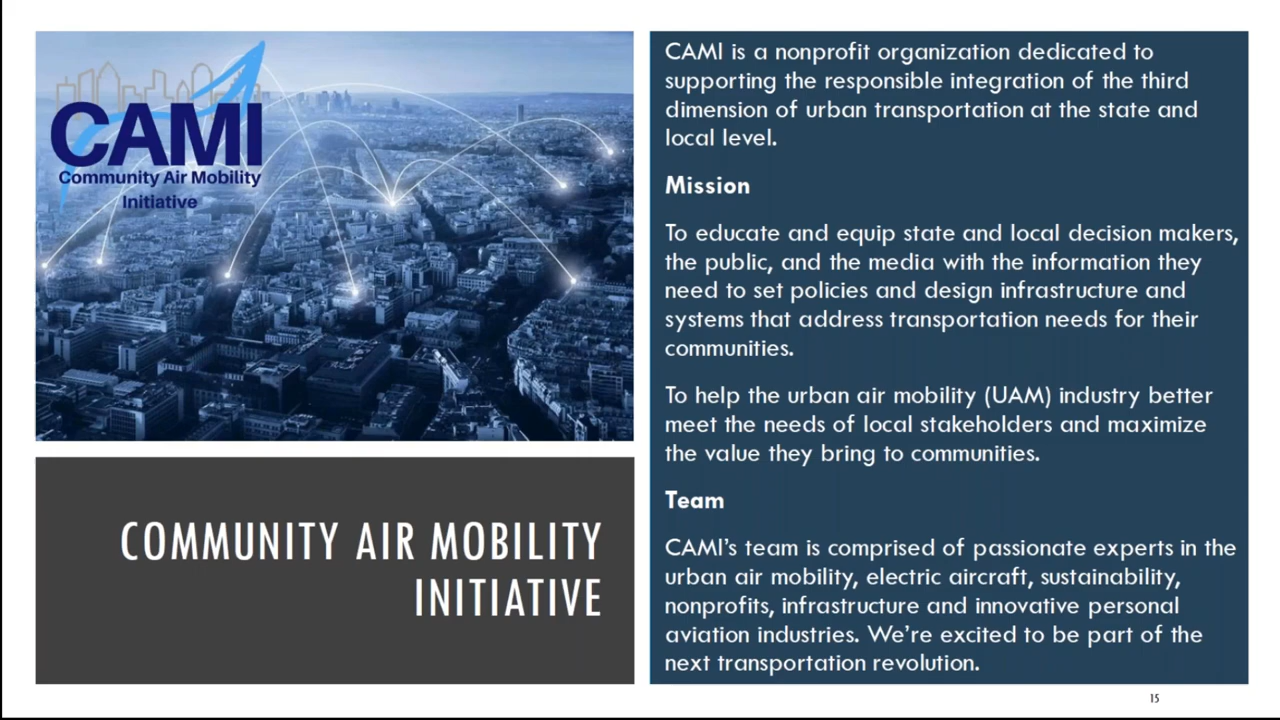 CAMI
Community Air Mobility
Initiative
COMMUNITY AIR MOBILITY
INITIATIVE
CAMI is a nonprofit organization dedicated to
supporting the responsible integration of the third
dimension of urban transportation at the state and
local level.
Mission
To educate and equip state and local decision makers,
the public, and the media with the information they
need to set policies and design infrastructure and
systems that address transportation needs for their
communities.
To help the urban air mobility (UAM) industry better
meet the needs of local stakeholders and maximize
the value they bring to communities.
Team
CAMI’s team is comprised of passionate experts in the
urban air mobility, electric aircraft, sustainability,
nonprofits, infrastructure and innovative personal
aviation industries. We’re excited to be part of the
next transportation revolution.
15